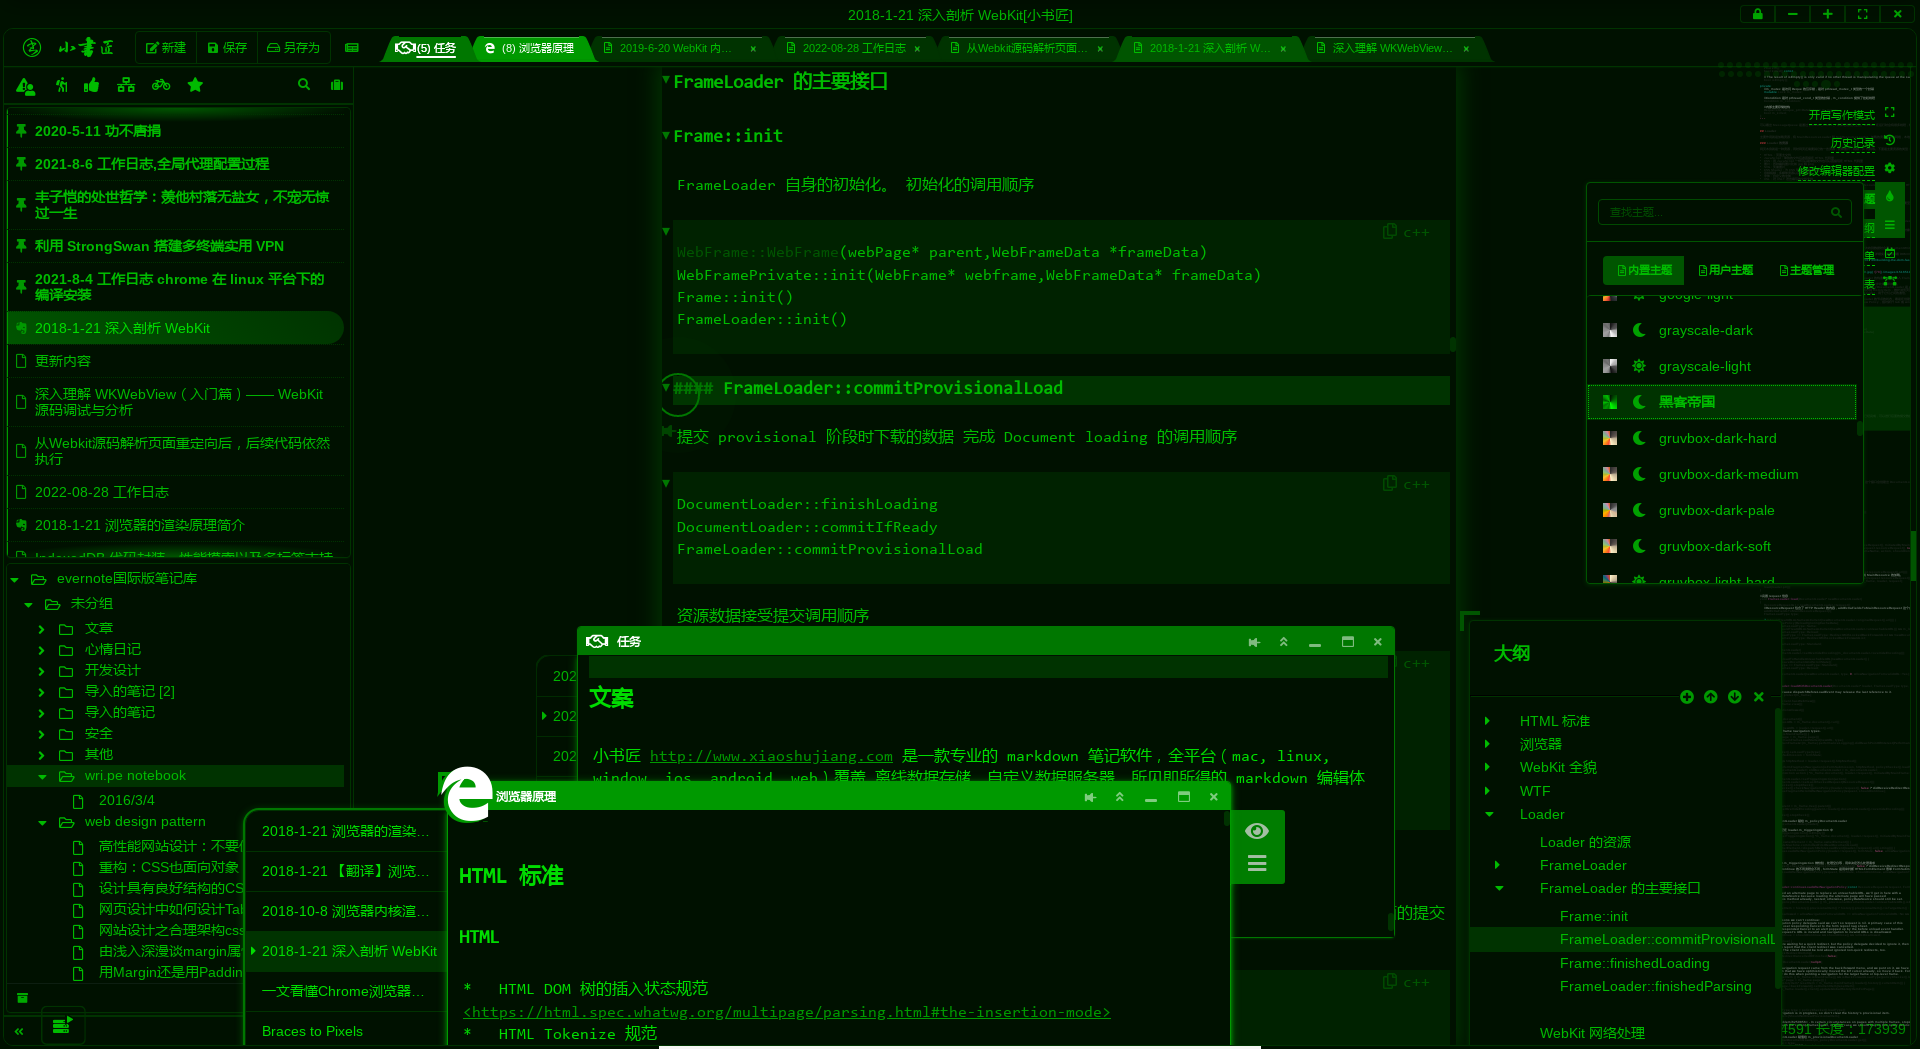 2018-1-21 深入剖析 WebKit[小书匠]
小書匠
新建
保存
另存为
(5) 任务
(8) 浏览器原理
2019-6-20 WebKit 内…
2022-08-28 工作日志
从Webkit源码解析页面…
2018-1-21 深入剖析 W…
深入理解 WKWebView…
2020-5-11 功不唐捐
2021-8-6 工作日志,全局代理配置过程
丰子恺的处世哲学：羡他村落无盐女，不宠无惊
过一生
利用 StrongSwan 搭建多终端实用 VPN
2021-8-4 工作日志 chrome 在 linux 平台下的
编译安装
2018-1-21 深入剖析 WebKit
更新内容
深入理解 WKWebView（入门篇）—— WebKit
源码调试与分析
从Webkit源码解析页面重定向后，后续代码依然
执行
2022-08-28 工作日志
2018-1-21 浏览器的渲染原理简介
evernote国际版笔记库
未分组
文章
心情日记
开发设计
导入的笔记 [2]
导入的笔记
安全
其他
wri.pe notebook
2016/3/4
web design pattern
高性能网站设计：不要使
重构：CSS也面向对象
设计具有良好结构的CS
网页设计中如何设计Tab
网站设计之合理架构css
由浅入深漫谈margin属
用Margin还是用Paddin
FrameLoader 的主要接口
Frame::init
FrameLoader 自身的初始化。 初始化的调用顺序
c++
WebFrame::WebFrame(webPage* parent,WebFrameData *frameData)
WebFramePrivate::init(WebFrame* webframe,WebFrameData* frameData)
Frame::init()
FrameLoader::init()
#### FrameLoader::commitProvisionalLoad
提交 provisional 阶段时下载的数据 完成 Document loading 的调用顺序
c++
DocumentLoader::finishLoading
DocumentLoader::commitIfReady
FrameLoader::commitProvisionalLoad
资源数据接受提交调用顺序
c++
的提交
c++
任务
202
202
202
文案
小书匠 http://www.xiaoshujiang.com 是一款专业的 markdown 笔记软件，全平台（mac, linux,
window, ios, android, web）覆盖,离线数据存储，自定义数据服务器，所见即所得的 markdown 编辑体
浏览器原理
2018-1-21 浏览器的渲染…
2018-1-21 【翻译】浏览…
2018-10-8 浏览器内核渲…
2018-1-21 深入剖析 WebKit
一文看懂Chrome浏览器…
Braces to Pixels
HTML 标准
HTML
* HTML DOM 树的插入状态规范
<https://html.spec.whatwg.org/multipage/parsing.html#the-insertion-mode>
* HTML Tokenize 规范
开启写作模式
历史记录
修改编辑器配置
题
纲
单
表
查找主题...
内置主题
用户主题
主题管理
google-light
grayscale-dark
grayscale-light
黑客帝国
gruvbox-dark-hard
gruvbox-dark-medium
gruvbox-dark-pale
gruvbox-dark-soft
gruvbox-light-hard
大纲
HTML 标准
浏览器
WebKit 全貌
WTF
Loader
Loader 的资源
FrameLoader
FrameLoader 的主要接口
Frame::init
FrameLoader::commitProvisionalL
Frame::finishedLoading
FrameLoader::finishedParsing
WebKit 网络处理
4591 长度：173939